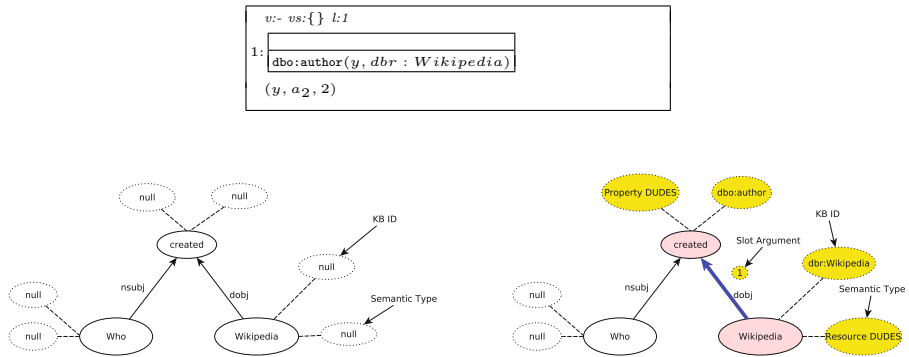 v:- vs:{} l:1
1:
dbo:author(y, dbr : Wikipedia)
(y, a₂, 2)
null
null
KB ID
created
null
nsubj
dobj
Semantic Type
null
null
Who
Wikipedia
null
Property DUDES
dbo:author
KB ID
created
Slot Argument
1
dbr:Wikipedia
nsubj
dobj
Semantic Type
null
null
Who
Wikipedia
Resource DUDES